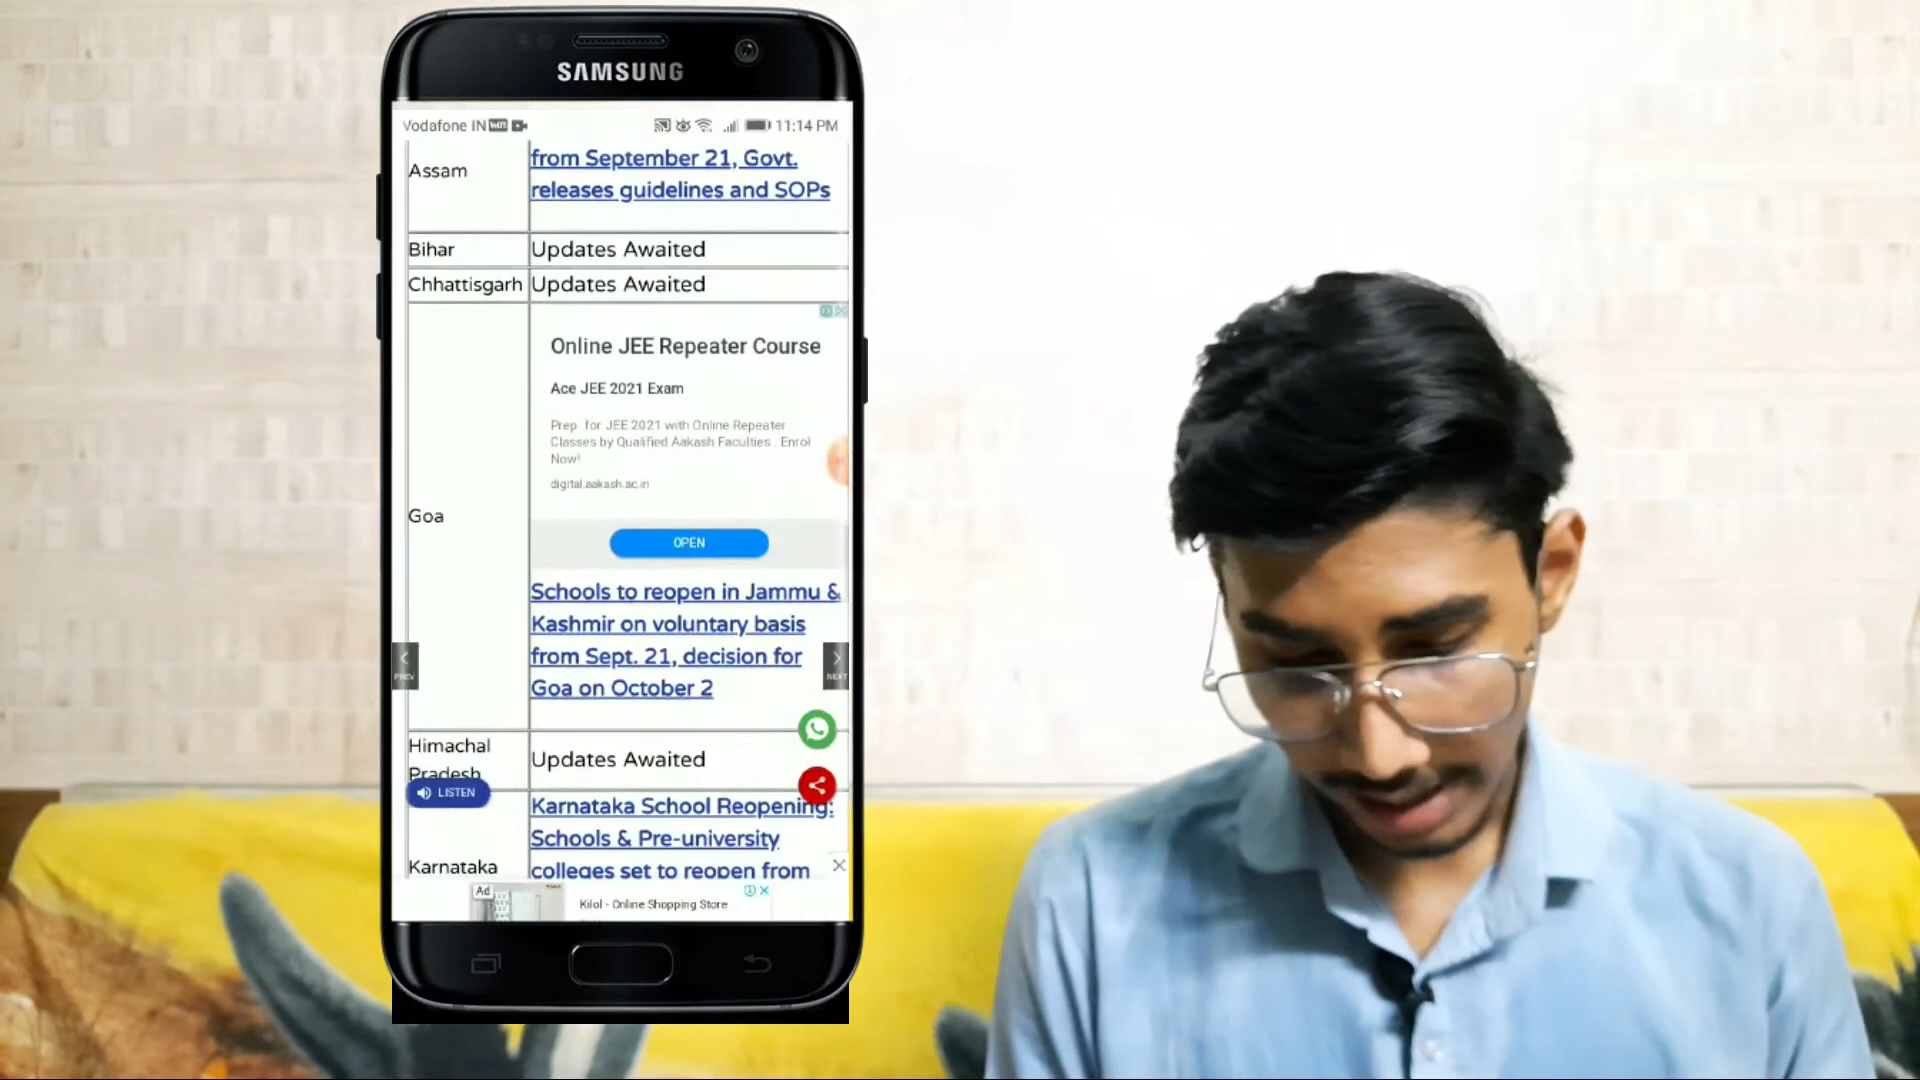 SAMSUNG
Vodafone IN
11:14 PM
Assam
from September 21, Govt.
releases guidelines and SOPs
Bihar
Updates Awaited
Chhattisgarh
Updates Awaited
Online JEE Repeater Course
Ace JEE 2021 Exam
Prep. for JEE 2021 with Online Repeater
Classes by Qualified Aakash Faculties . Enrol
Now!
digital.aakash.ac.in
Goa
OPEN
Schools to reopen in Jammu &
Kashmir on voluntary basis
from Sept. 21, decision for
Goa on October 2
PREV
NEXT
Himachal
Pradesh
Updates Awaited
LISTEN
Karnataka School Reopening:
Schools & Pre-university
colleges set to reopen from
Karnataka
Ad
Kilol - Online Shopping Store